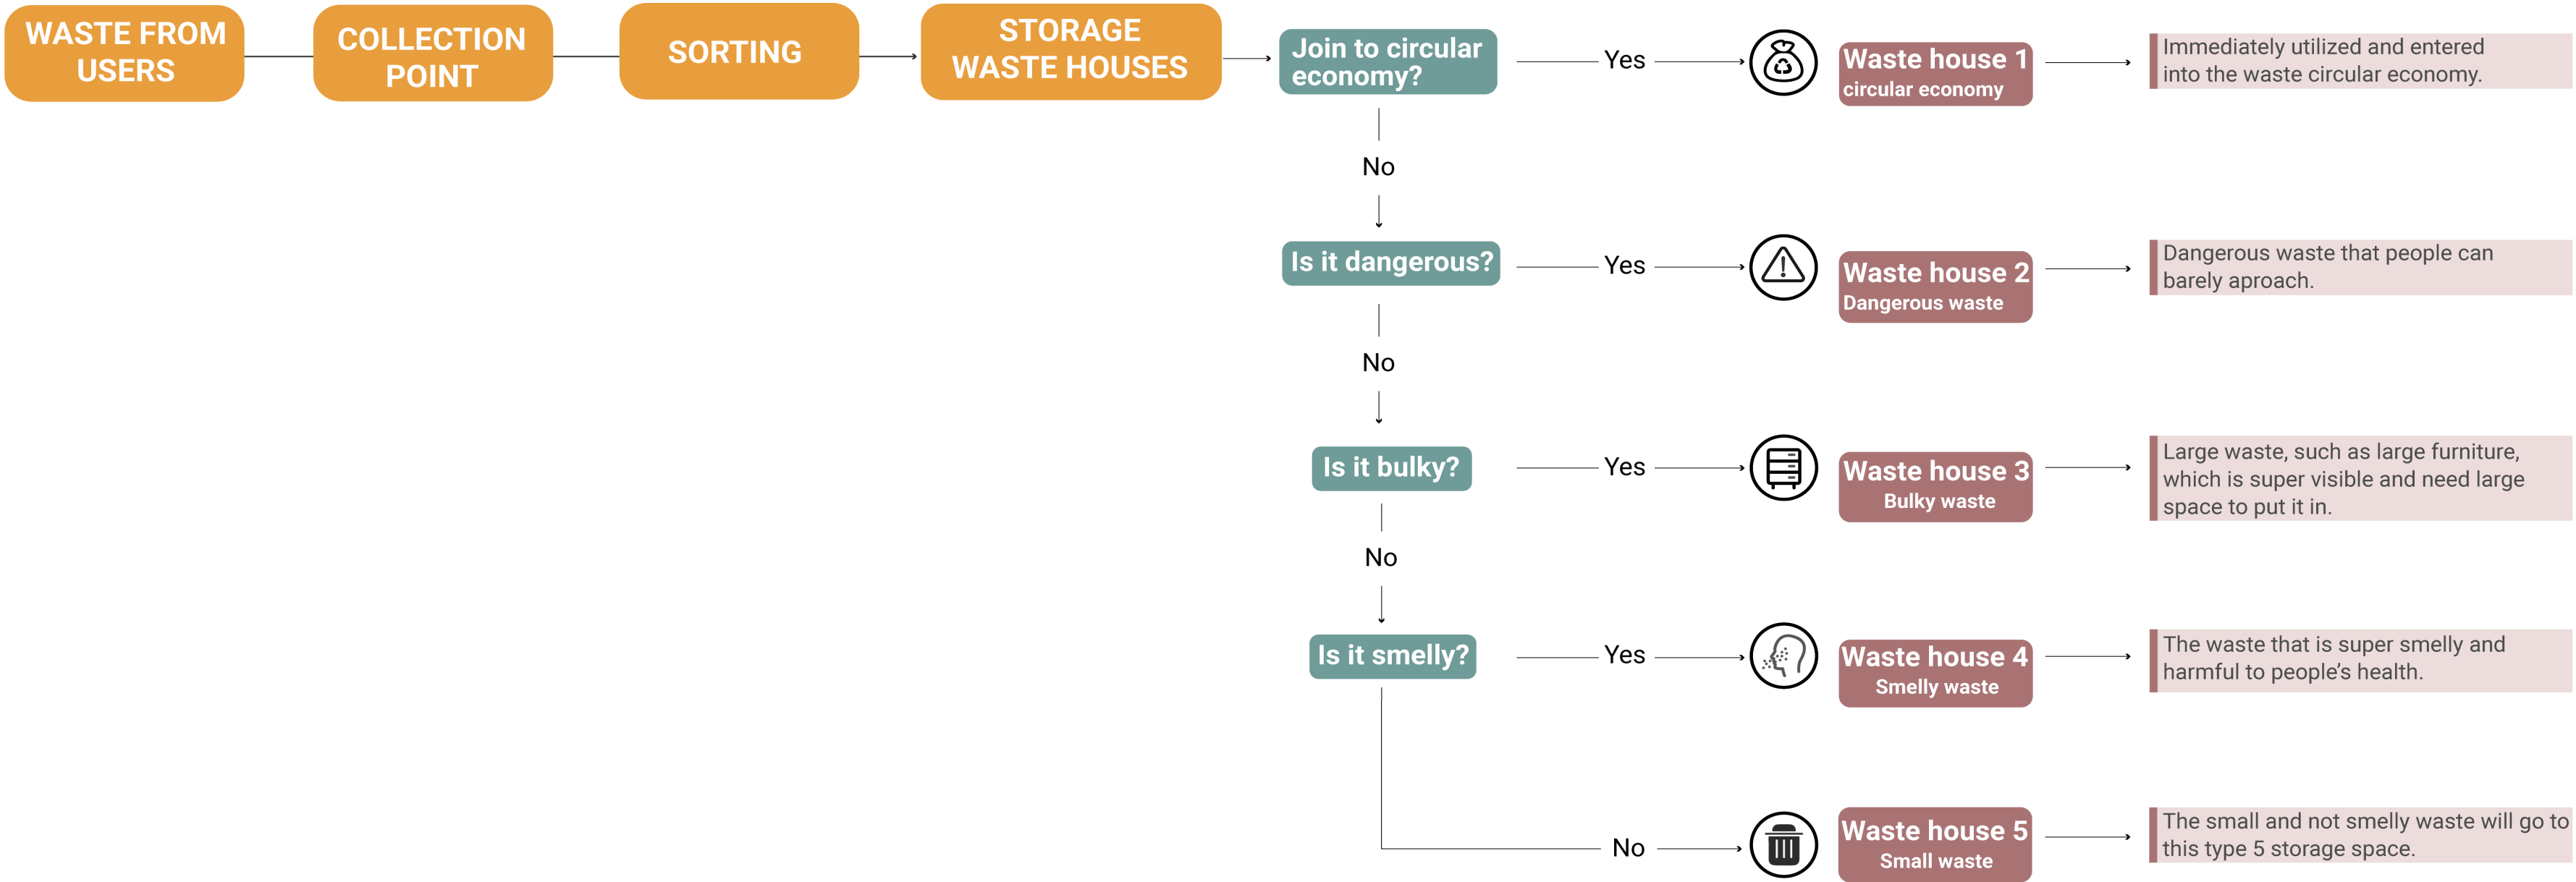 WASTE FROM
USERS
COLLECTION
POINT
SORTING
STORAGE
WASTE HOUSES
Join to circular
economy?
Yes
Waste house 1
circular economy
Immediately utilized and entered
into the waste circular economy.
No
Is it dangerous?
Yes
Waste house 2
Dangerous waste
Dangerous waste that people can
barely aproach.
No
Is it bulky?
Yes
Waste house 3
Bulky waste
Large waste, such as large furniture,
which is super visible and need large
space to put it in.
No
Is it smelly?
Yes
Waste house 4
Smelly waste
The waste that is super smelly and
harmful to people’s health.
No
Waste house 5
Small waste
The small and not smelly waste will go to
this type 5 storage space.